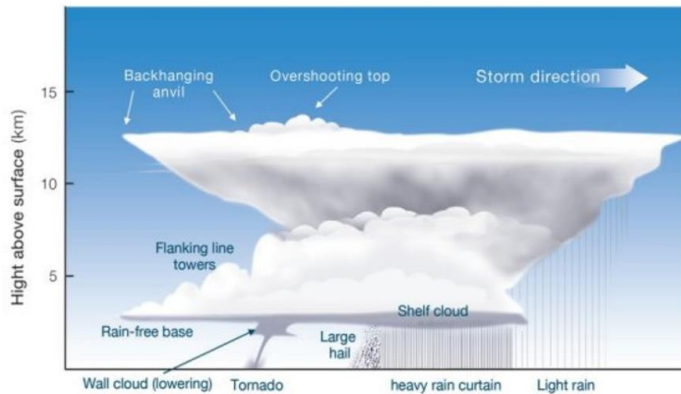 Backhanging
anvil
Overshooting top
Storm direction
Hight above surface (km)
15
10
5
Flanking line
towers
Shelf cloud
Rain-free base
Large
hail
Wall cloud (lowering)
Tornado
heavy rain curtain
Light rain